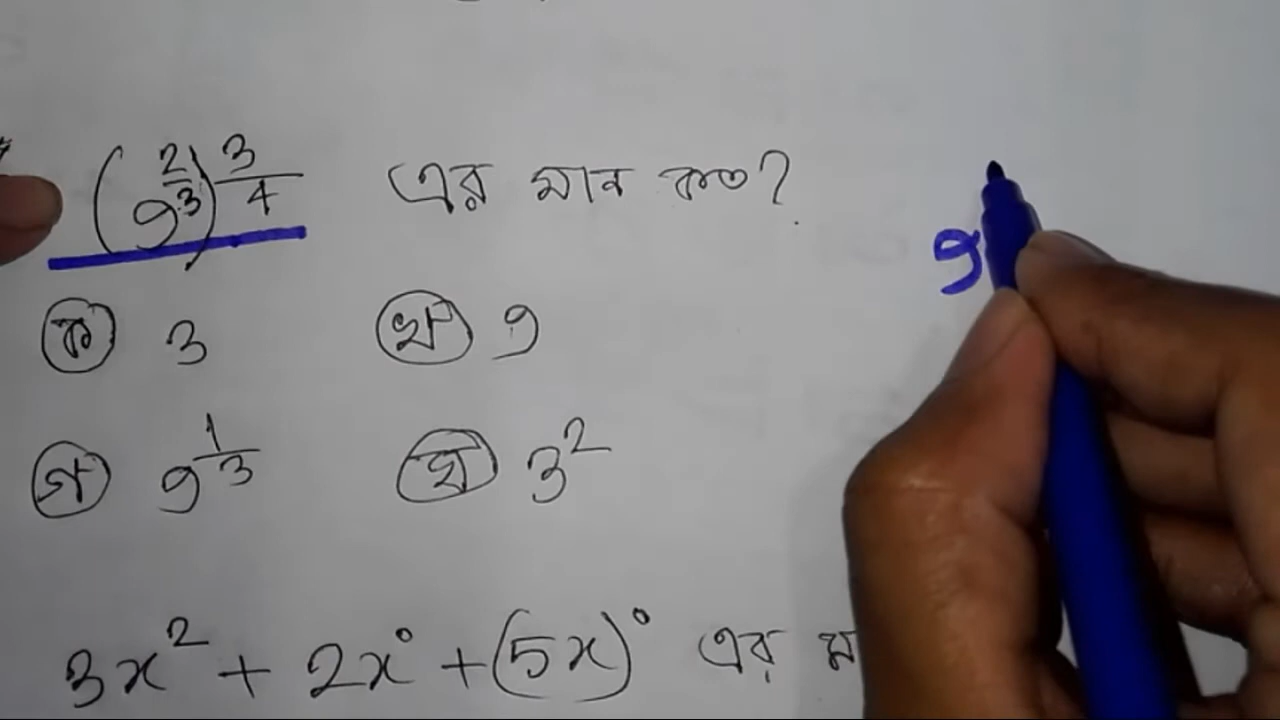 (9^{2/3})^{3/4} এর মান কত?
9
ক 3 খ 9
গ 9^{1/3} ঘ 3^2
3x^2 + 2x^0 + (5x)^0 এর